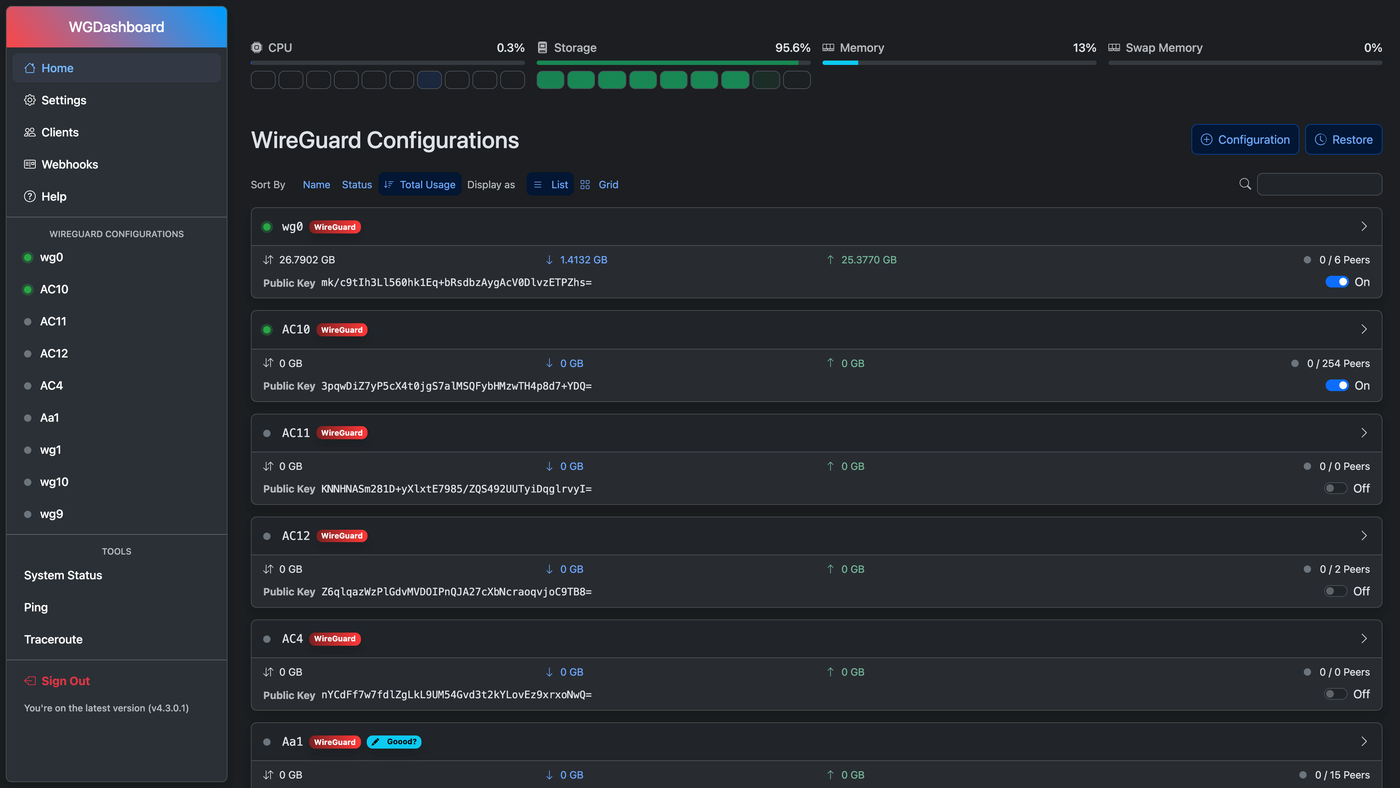 WGDashboard
Home
Settings
Clients
Webhooks
Help
WIREGUARD CONFIGURATIONS
wg0
AC10
AC11
AC12
AC4
Aa1
wg1
wg10
wg9
TOOLS
System Status
Ping
Traceroute
Sign Out
You're on the latest version (v4.3.0.1)
CPU 0.3% Storage 95.6% Memory 13% Swap Memory 0%
WireGuard Configurations
Configuration Restore
Sort By Name Status Total Usage Display as List Grid
wg0 WireGuard
26.7902 GB 1.4132 GB 25.3770 GB 0 / 6 Peers
Public Key mk/c9tIh3Ll560hk1Eq+bRsdbzAygAcV0DlvzETPZhs= On
AC10 WireGuard
0 GB 0 GB 0 GB 0 / 254 Peers
Public Key 3pqwDiZ7yP5cX4t0jgS7alMSQFybHMzwTH4p8d7+YDQ= On
AC11 WireGuard
0 GB 0 GB 0 GB 0 / 0 Peers
Public Key KNNHNASm281D+yXlxtE7985/ZQS492UUTyiDqglrvyI= Off
AC12 WireGuard
0 GB 0 GB 0 GB 0 / 2 Peers
Public Key Z6qlqazWzPlGdvMVDOIPnQJA27cXbNcraoqvjoC9TB8= Off
AC4 WireGuard
0 GB 0 GB 0 GB 0 / 0 Peers
Public Key nYCdFf7w7fdlZgLkL9UM54Gvd3t2kYLovEz9xrxoNwQ= Off
Aa1 WireGuard Goood?
0 GB 0 GB 0 GB 0 / 15 Peers